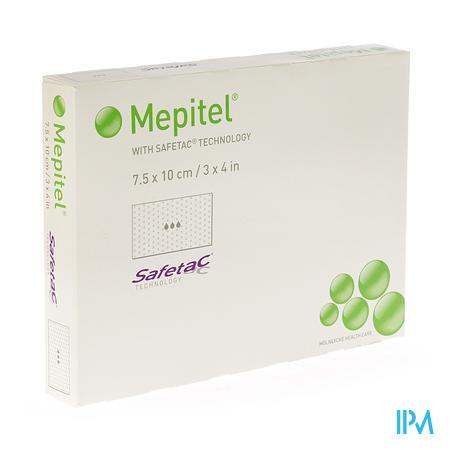 Mepitel®
WITH SAFETAC® TECHNOLOGY
7.5 x 10 cm / 3 x 4 in
Safetac
TECHNOLOGY
MÖLNLYCKE HEALTH CARE
Mepitel®
7.5 x 10 cm / 3 x 4 in
Safetac
TECHNOLOGY
IPM